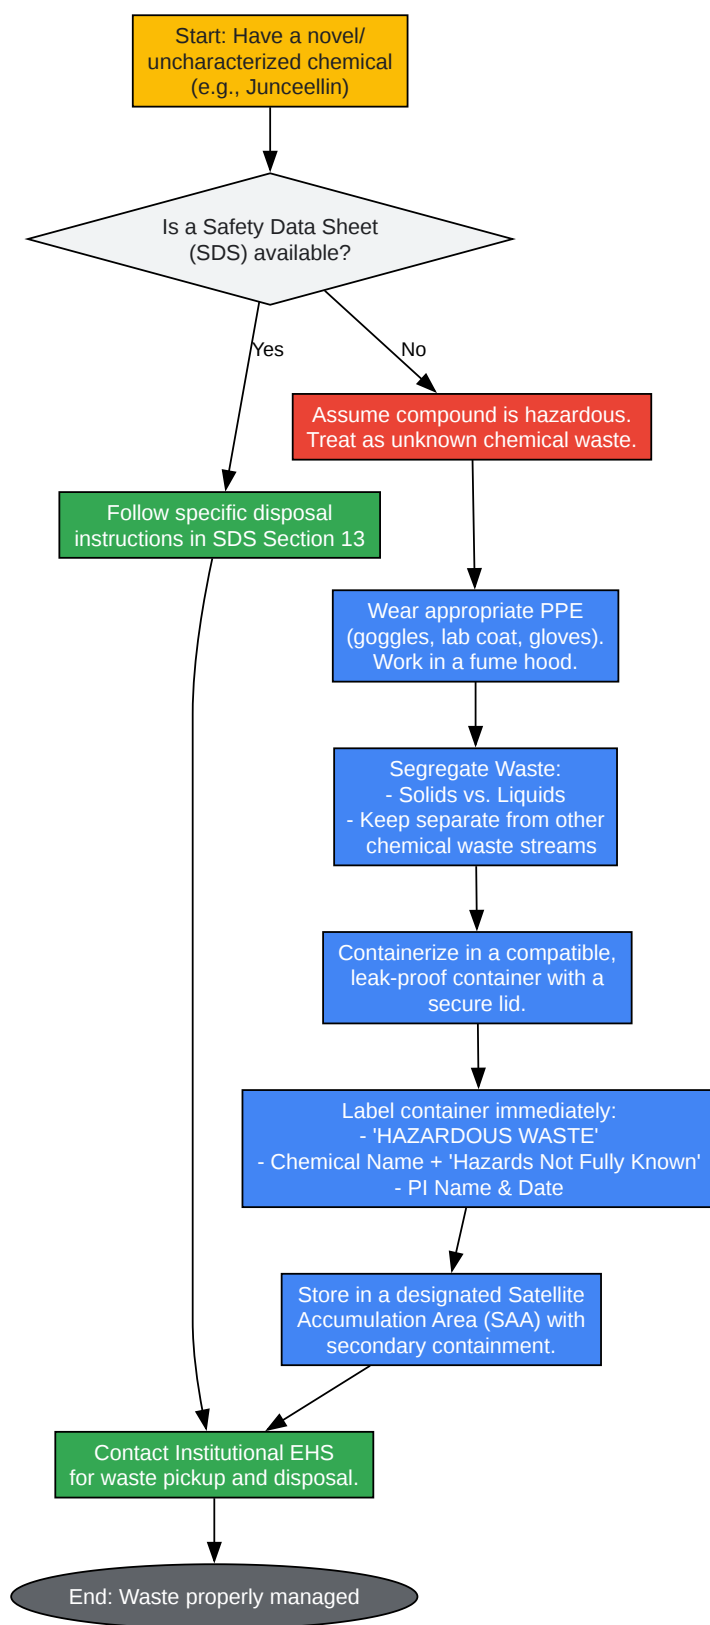 Start: Have a novel/
uncharacterized chemical
(e.g., Junceellin)
Is a Safety Data Sheet
(SDS) available?
Yes
No
Assume compound is hazardous.
Treat as unknown chemical waste.
Follow specific disposal
instructions in SDS Section 13
Wear appropriate PPE
(goggles, lab coat, gloves).
Work in a fume hood.
Segregate Waste:
- Solids vs. Liquids
- Keep separate from other
chemical waste streams
Containerize in a compatible,
leak-proof container with a
secure lid.
Label container immediately:
- 'HAZARDOUS WASTE'
- Chemical Name + 'Hazards Not Fully Known'
- PI Name & Date
Store in a designated Satellite
Accumulation Area (SAA) with
secondary containment.
Contact Institutional EHS
for waste pickup and disposal.
End: Waste properly managed